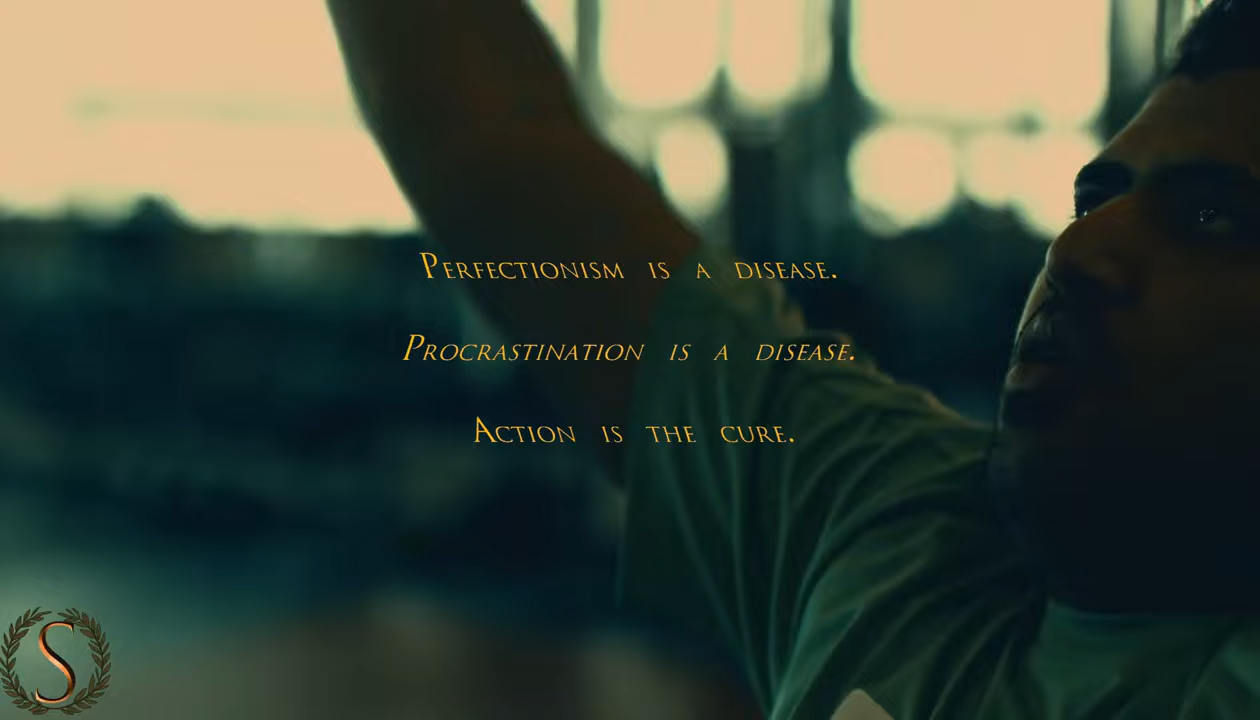 Perfectionism is a disease.
Procrastination is a disease.
Action is the cure.
S